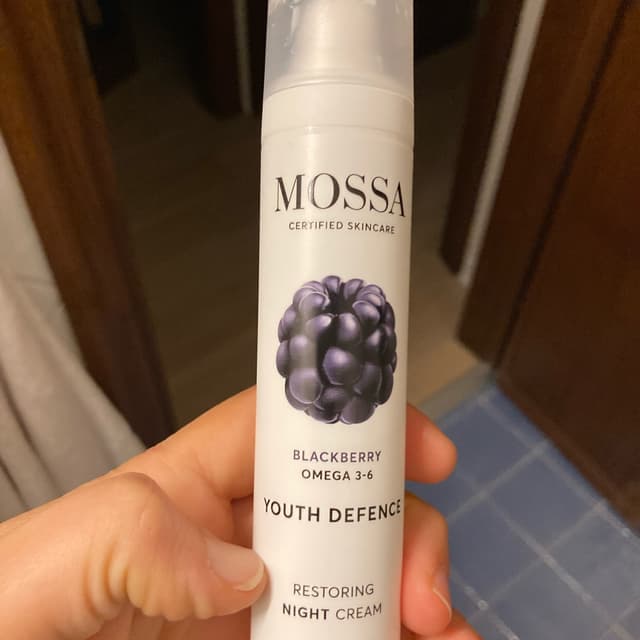 MOSSA
CERTIFIED SKINCARE
BLACKBERRY
OMEGA 3-6
YOUTH DEFENCE
RESTORING
NIGHT CREAM